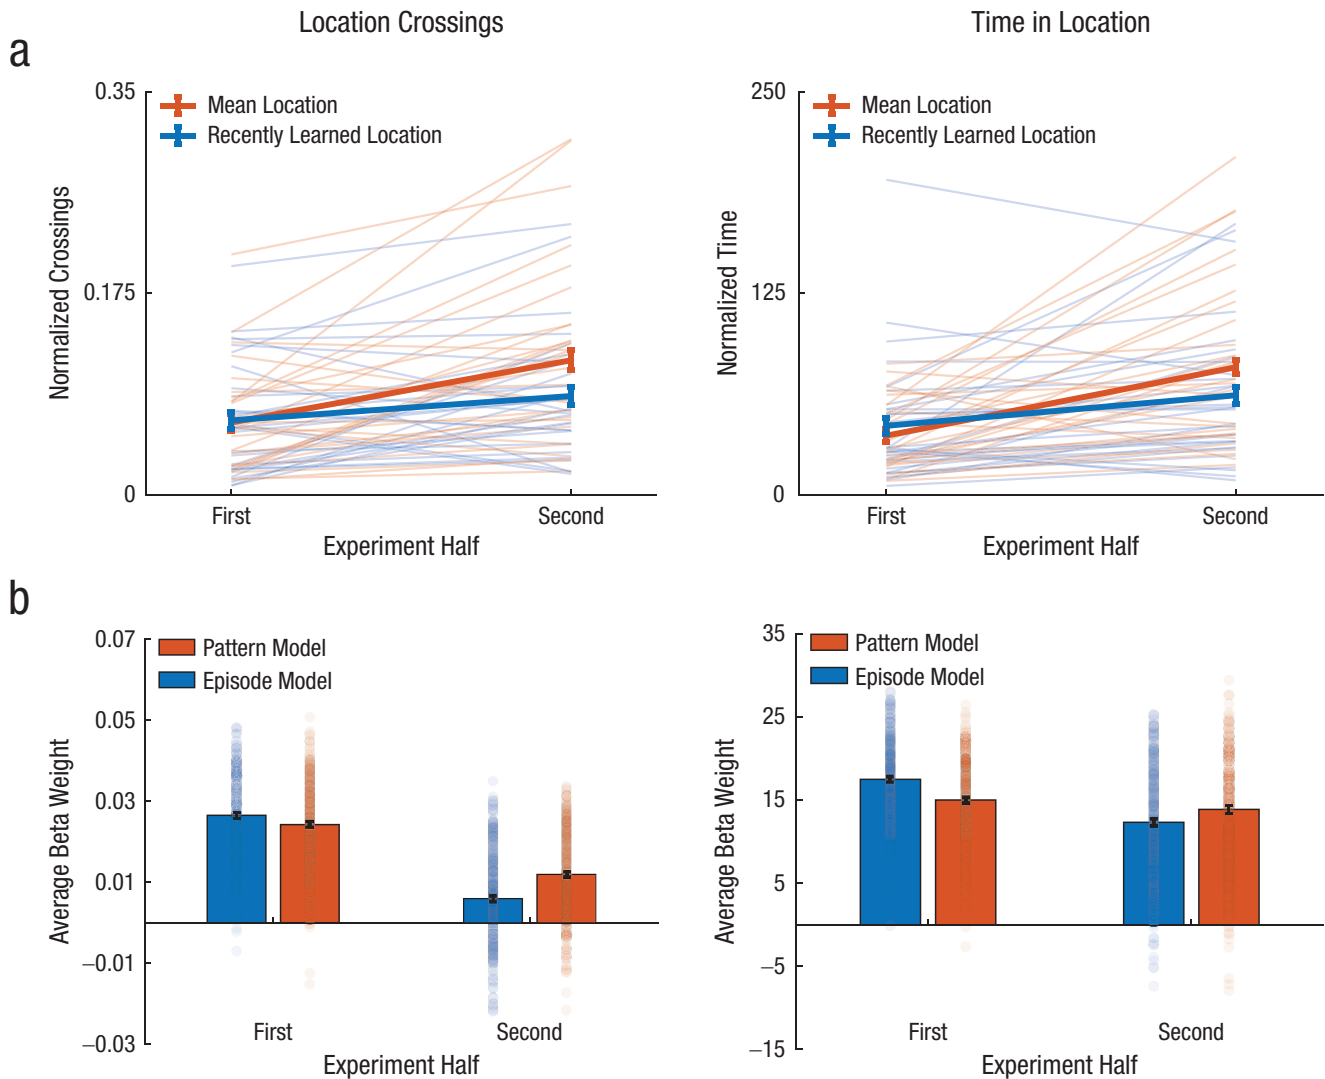 Location Crossings
Time in Location
a
0.35
Mean Location
Recently Learned Location
Normalized Crossings
0.175
0
First
Second
Experiment Half
250
Mean Location
Recently Learned Location
Normalized Time
125
0
First
Second
Experiment Half
b
0.07
Pattern Model
Episode Model
0.05
Average Beta Weight
0.03
0.01
−0.01
−0.03
First
Second
Experiment Half
35
Pattern Model
Episode Model
25
Average Beta Weight
15
5
−5
−15
First
Second
Experiment Half